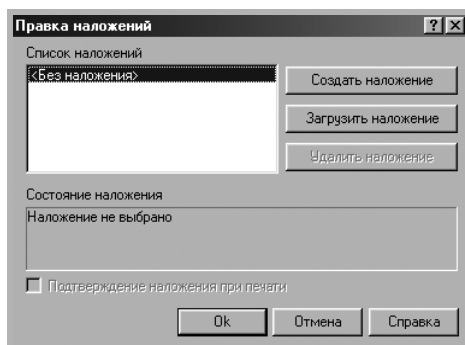 Правка наложений
Список наложений
<Без наложения>
Создать наложение
Загрузить наложение
Удалить наложение
Состояние наложения
Наложение не выбрано
Подтверждение наложения при печати
Ok
Отмена
Справка